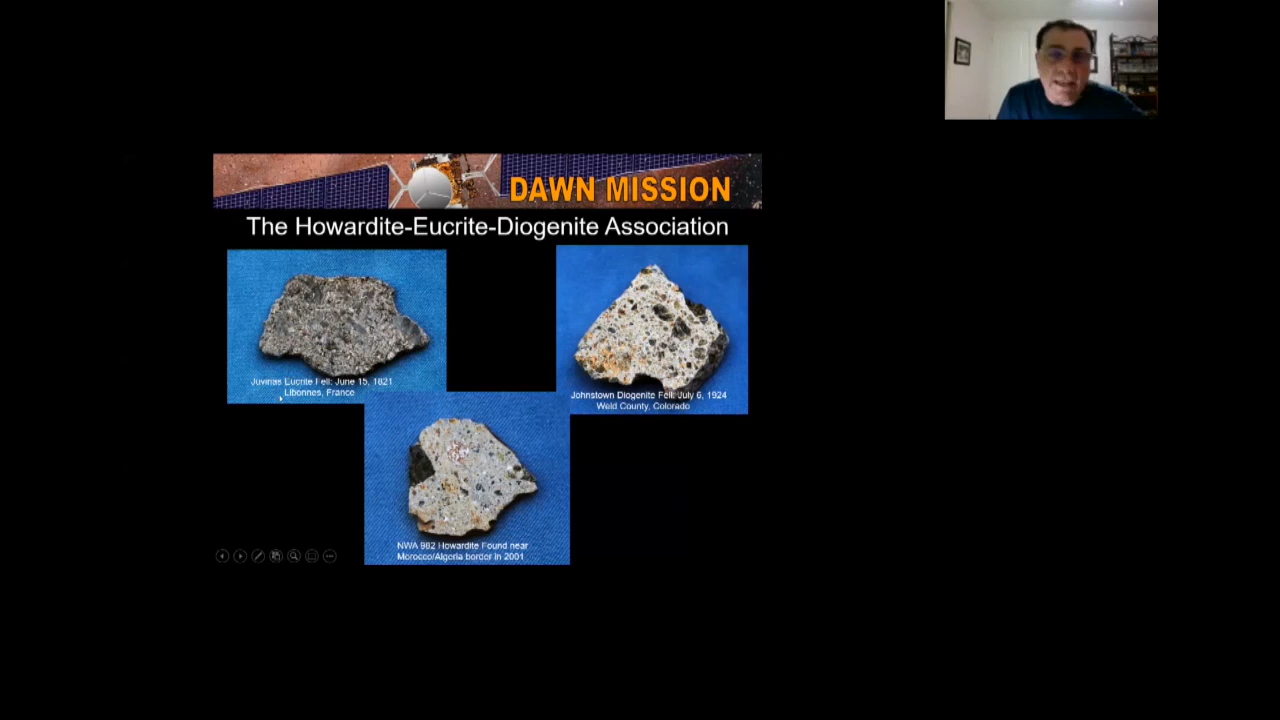 DAWN MISSION
The Howardite-Eucrite-Diogenite Association
Juvinas Eucrite Fell: June 15, 1821
Libonnes, France
Johnstown Diogenite Fell: July 6, 1924
Weld County, Colorado
NWA 982 Howardite Found near
Morocco/Algeria border in 2001